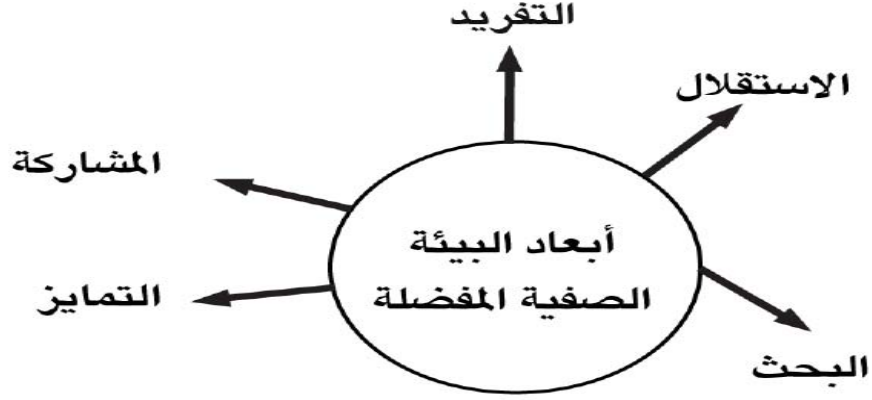 التفريد
الاستقلال
المشاركة
أبعاد البيئة
الصفية المفضلة
التمايز
البحث